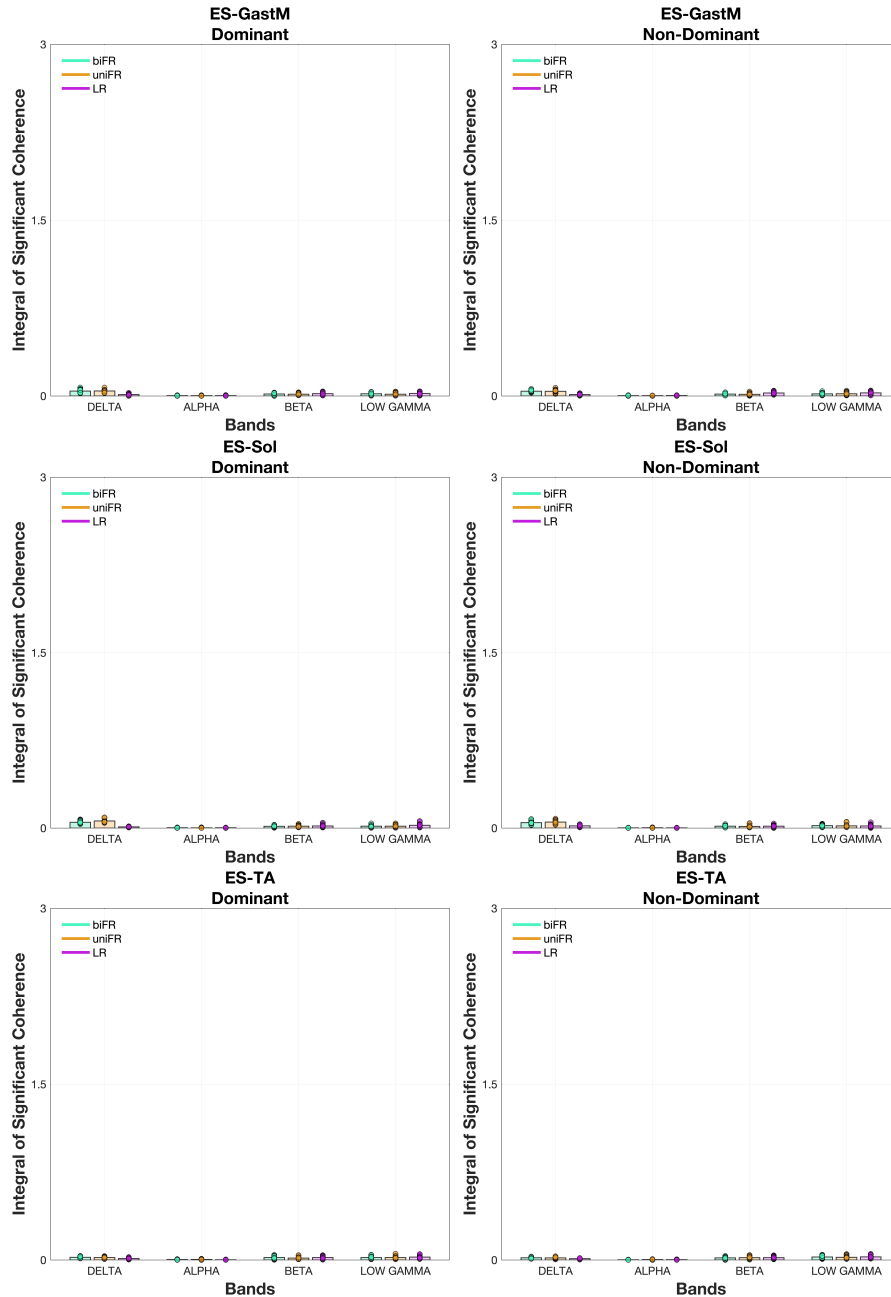 ES-GastM
Dominant
3
biFR
uniFR
LR
Integral of Significant Coherence
1.5
0
DELTA ALPHA BETA LOW GAMMA
Bands
ES-GastM
Non-Dominant
3
biFR
uniFR
LR
Integral of Significant Coherence
1.5
0
DELTA ALPHA BETA LOW GAMMA
Bands
ES-Sol
Dominant
3
biFR
uniFR
LR
Integral of Significant Coherence
1.5
0
DELTA ALPHA BETA LOW GAMMA
Bands
ES-Sol
Non-Dominant
3
biFR
uniFR
LR
Integral of Significant Coherence
1.5
0
DELTA ALPHA BETA LOW GAMMA
Bands
ES-TA
Dominant
3
biFR
uniFR
LR
Integral of Significant Coherence
1.5
0
DELTA ALPHA BETA LOW GAMMA
Bands
ES-TA
Non-Dominant
3
biFR
uniFR
LR
Integral of Significant Coherence
1.5
0
DELTA ALPHA BETA LOW GAMMA
Bands